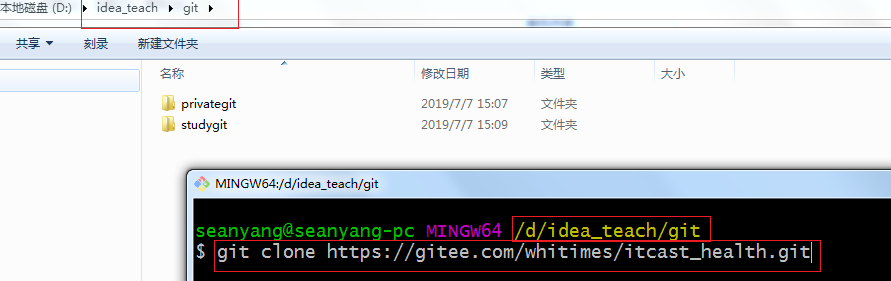 本地磁盘 (D:) idea_teach git
共享 刻录 新建文件夹
名称 修改日期 类型 大小
privategit 2019/7/7 15:07 文件夹
studygit 2019/7/7 15:09 文件夹
MINGW64:/d/idea_teach/git
seanyang@seanyang-pc MINGW64 /d/idea_teach/git
$ git clone https://gitee.com/whitimes/itcast_health.git